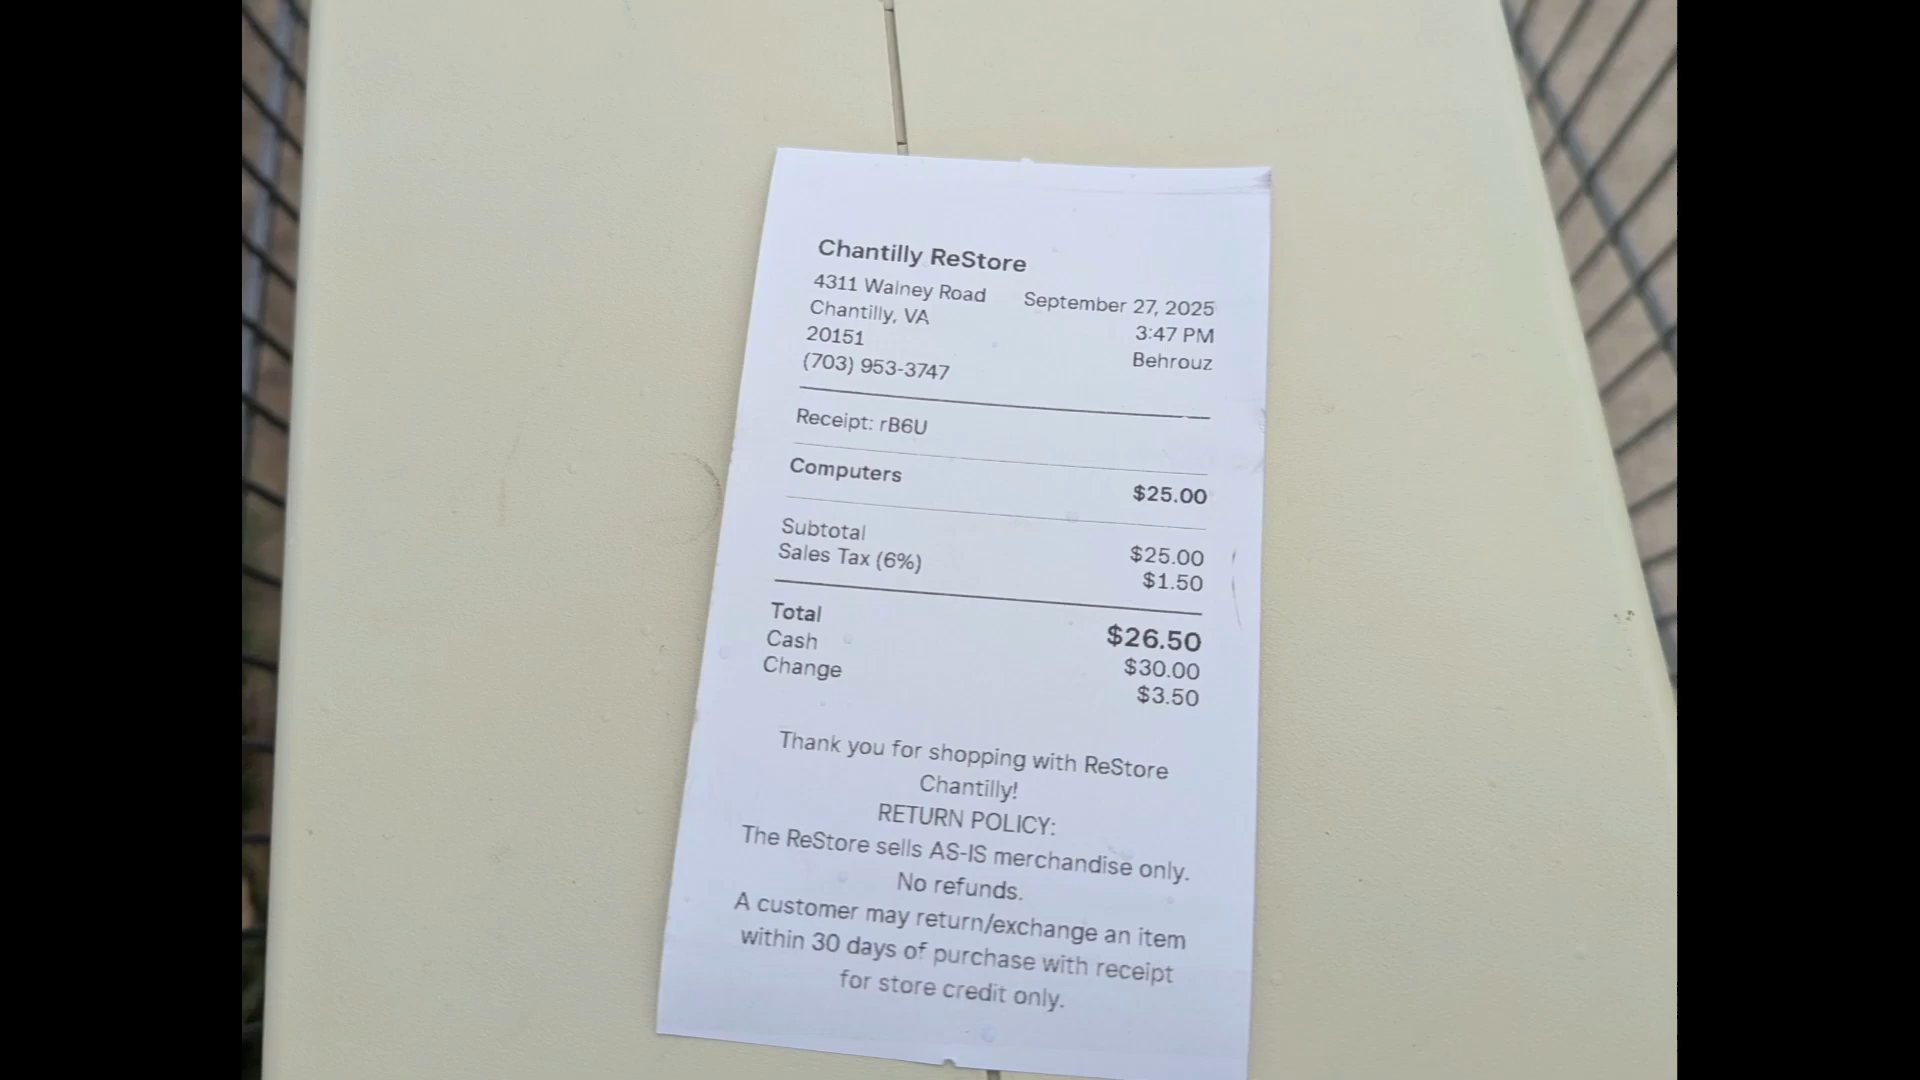 Chantilly ReStore
4311 Walney Road September 27, 2025
Chantilly, VA 3:47 PM
20151 Behrouz
(703) 953-3747
Receipt: rB6U
Computers $25.00
Subtotal $25.00
Sales Tax (6%) $1.50
Total $26.50
Cash $30.00
Change $3.50
Thank you for shopping with ReStore
Chantilly!
RETURN POLICY:
The ReStore sells AS-IS merchandise only.
No refunds.
A customer may return/exchange an item
within 30 days of purchase with receipt
for store credit only.